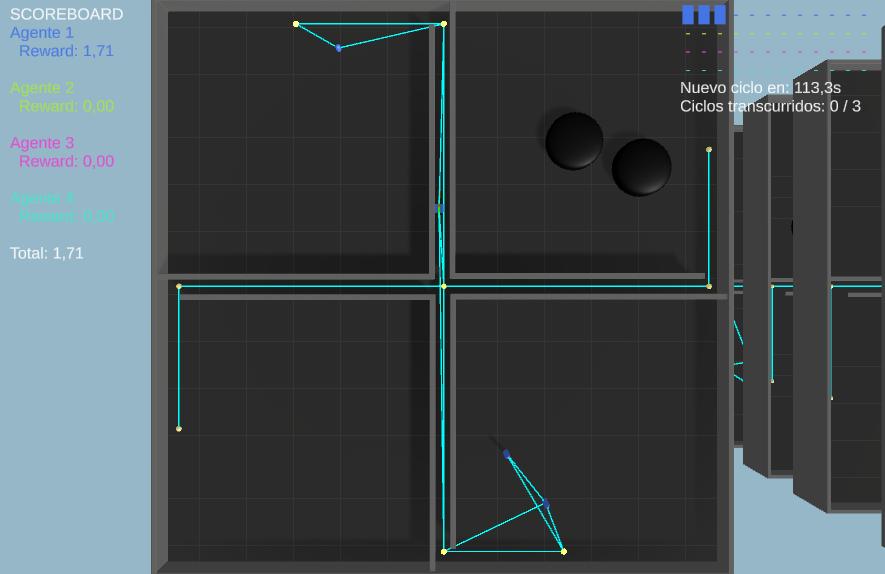 SCOREBOARD
Agente 1
Reward: 1,71
Agente 2
Reward: 0,00
Agente 3
Reward: 0,00
Agente 4
Reward: 0,00
Total: 1,71
Nuevo ciclo en: 113,3s
Ciclos transcurridos: 0 / 3